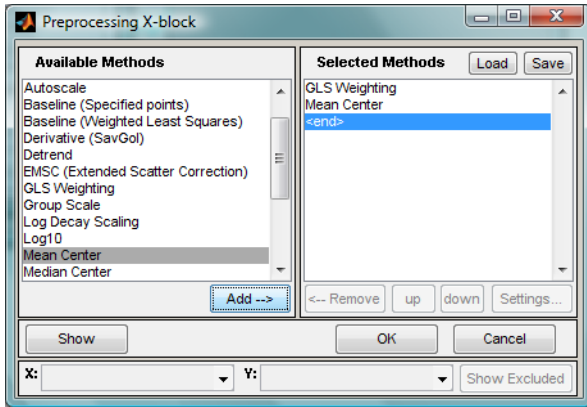 Preprocessing X-block
Available Methods
Autoscale
Baseline (Specified points)
Baseline (Weighted Least Squares)
Derivative (SavGol)
Detrend
EMSC (Extended Scatter Correction)
GLS Weighting
Group Scale
Log Decay Scaling
Log10
Mean Center
Median Center
Add -->
Selected Methods Load Save
GLS Weighting
Mean Center
<end>
<-- Remove up down Settings...
Show OK Cancel
X: Y: Show Excluded